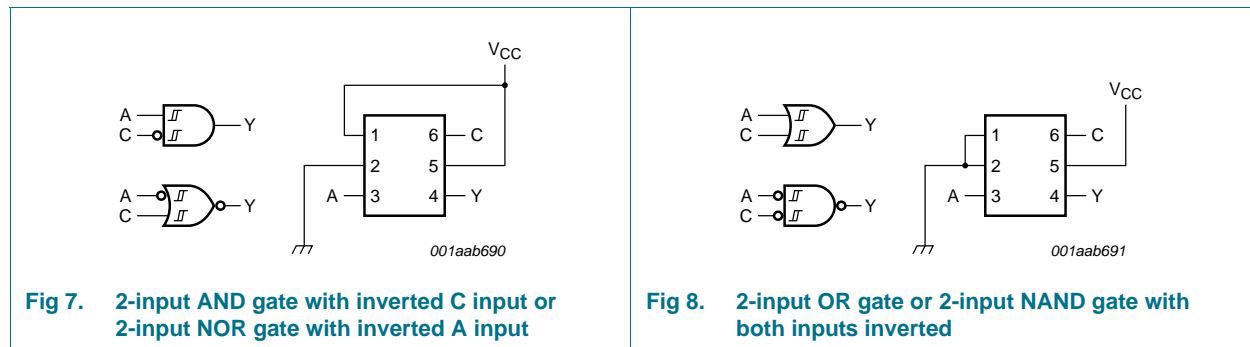 VCC
A
C
Y
1 6 C
2 5
A 3 4 Y
A
C
Y
001aab690
Fig 7. 2-input AND gate with inverted C input or
2-input NOR gate with inverted A input
VCC
A
C
Y
1 6 C
2 5
A 3 4 Y
A
C
Y
001aab691
Fig 8. 2-input OR gate or 2-input NAND gate with
both inputs inverted